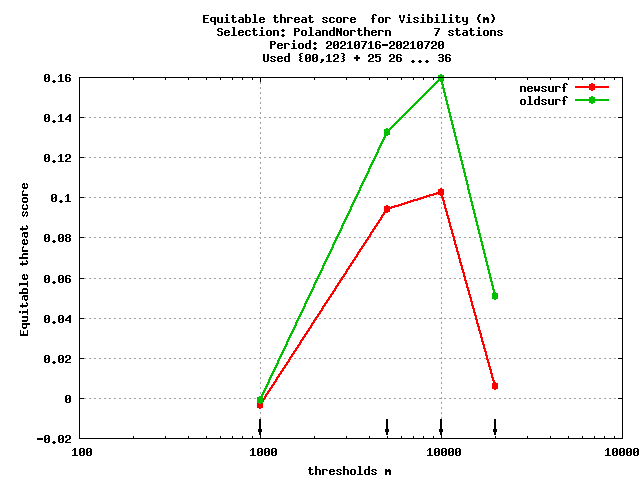 Equitable threat score  for Visibility (m)
Selection: PolandNorthern      7 stations
Period: 20210716-20210720
Used {00,12} + 25 26 ... 36
newsurf
oldsurf
0.16
0.14
0.12
0.1
0.08
0.06
0.04
0.02
0
-0.02
Equitable threat score
100
1000
10000
10000
thresholds m